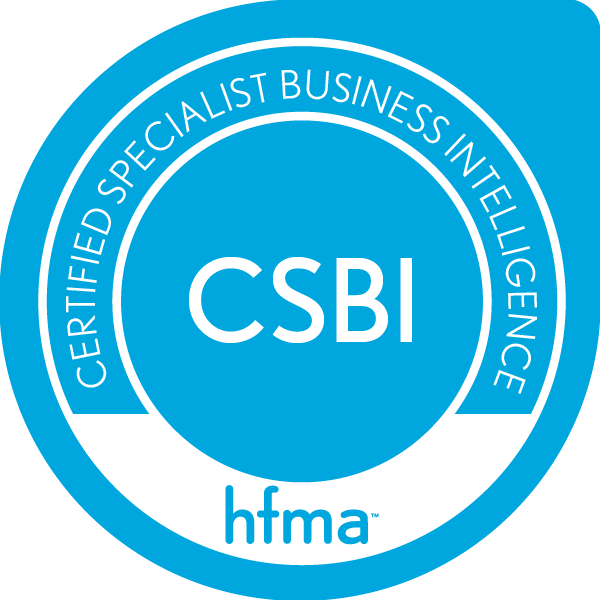 CERTIFIED SPECIALIST BUSINESS INTELLIGENCE
CSBI
hfma™